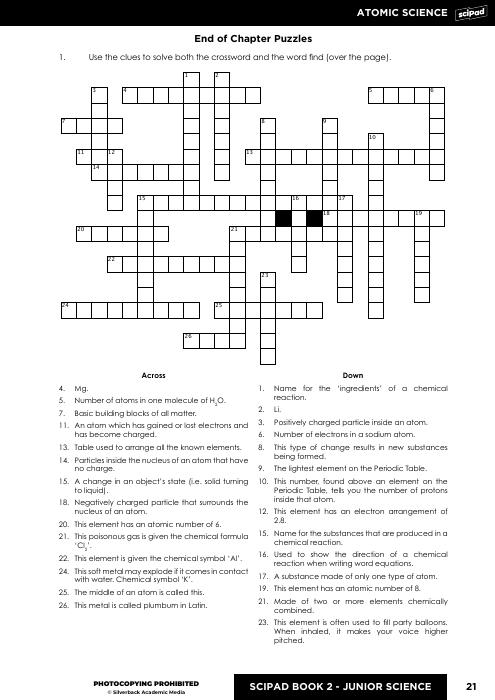 ATOMIC SCIENCE
scipad
End of Chapter Puzzles
1. Use the clues to solve both the crossword and the word find (over the page).
1 2
3 4 5 6
7 8 9
10
11 12 13
14
15 16 17
18 19
20 21
22
23
24 25
26
Across
4. Mg.
5. Number of atoms in one molecule of H2O.
7. Basic building blocks of all matter.
11. An atom which has gained or lost electrons and
has become charged.
13. Table used to arrange all the known elements.
14. Particles inside the nucleus of an atom that have
no charge.
15. A change in an object's state (i.e. solid turning
to liquid).
18. Negatively charged particle that surrounds the
nucleus of an atom.
20. This element has an atomic number of 6.
21. This poisonous gas is given the chemical formula
'Cl2'.
22. This element is given the chemical symbol 'Al'.
24. This soft metal may explode if it comes in contact
with water. Chemical symbol 'K'.
25. The middle of an atom is called this.
26. This metal is called plumbum in Latin.
Down
1. Name for the 'ingredients' of a chemical
reaction.
2. Li.
3. Positively charged particle inside an atom.
6. Number of electrons in a sodium atom.
8. This type of change results in new substances
being formed.
9. The lightest element on the Periodic Table.
10. This number, found above an element on the
Periodic Table, tells you the number of protons
inside that atom.
12. This element has an electron arrangement of
2,8.
15. Name for the substances that are produced in a
chemical reaction.
16. Used to show the direction of a chemical
reaction when writing word equations.
17. A substance made of only one type of atom.
19. This element has an atomic number of 8.
21. Made of two or more elements chemically
combined.
23. This element is often used to fill party balloons.
When inhaled, it makes your voice higher
pitched.
PHOTOCOPYING PROHIBITED
© Silverback Academic Media
SCIPAD BOOK 2 - JUNIOR SCIENCE
21